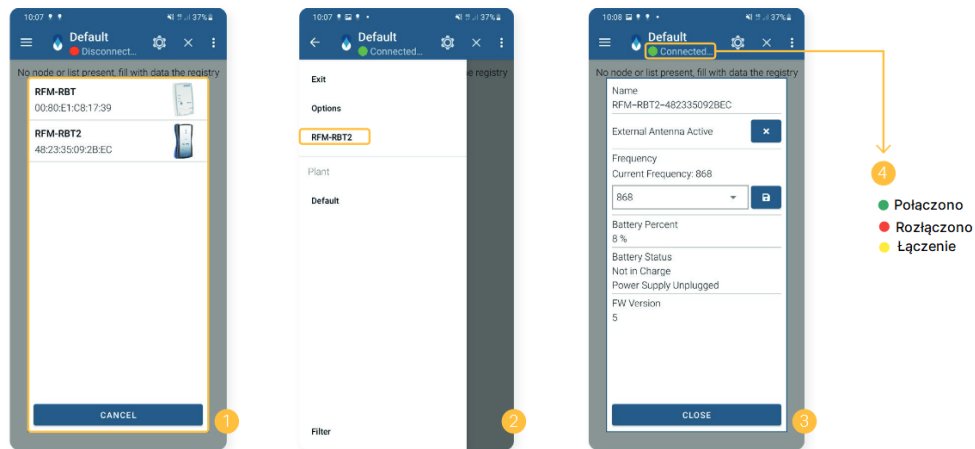 10:07
37%
Default
Disconnect...
No node or list present, fill with data the registry
RFM-RBT
00:80:E1:C8:17:39
RFM-RBT2
48:23:35:09:2B:EC
CANCEL
1
10:07
37%
Default
Connected...
e registry
Exit
Options
RFM-RBT2
Plant
Default
Filter
2
10:08
37%
Default
Connected...
No node or list present, fill with data the registry
Name
RFM-RBT2-482335092BEC
External Antenna Active
Frequency
Current Frequency: 868
868
Battery Percent
8 %
Battery Status
Not in Charge
Power Supply Unplugged
FW Version
5
CLOSE
3
4
Połaczono
Rozłączono
Łączenie